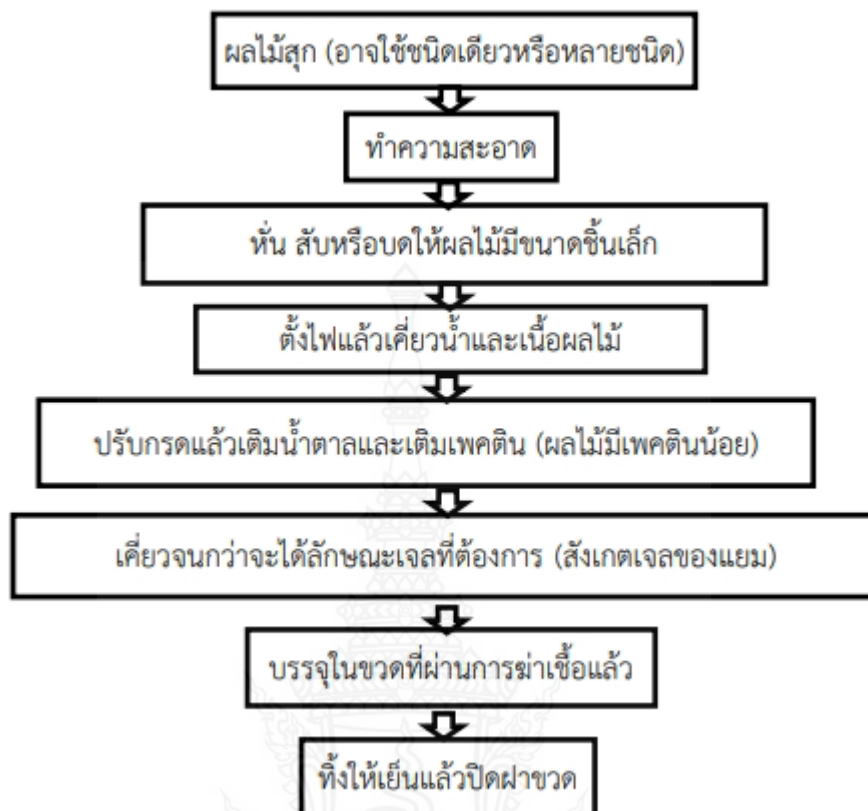 ผลไม้สุก (อาจใช้ชนิดเดียวหรือหลายชนิด)
ทำความสะอาด
หั่น สับหรือบดให้ผลไม้มีขนาดชิ้นเล็ก
ตั้งไฟแล้วเคี่ยวน้ำและเนื้อผลไม้
ปรับกรดแล้วเติมน้ำตาลและเติมเพคติน (ผลไม้มีเพคตินน้อย)
เคี่ยวจนกว่าจะได้ลักษณะเจลที่ต้องการ (สังเกตเจลของแยม)
บรรจุในขวดที่ผ่านการฆ่าเชื้อแล้ว
ทิ้งให้เย็นแล้วปิดฝาขวด